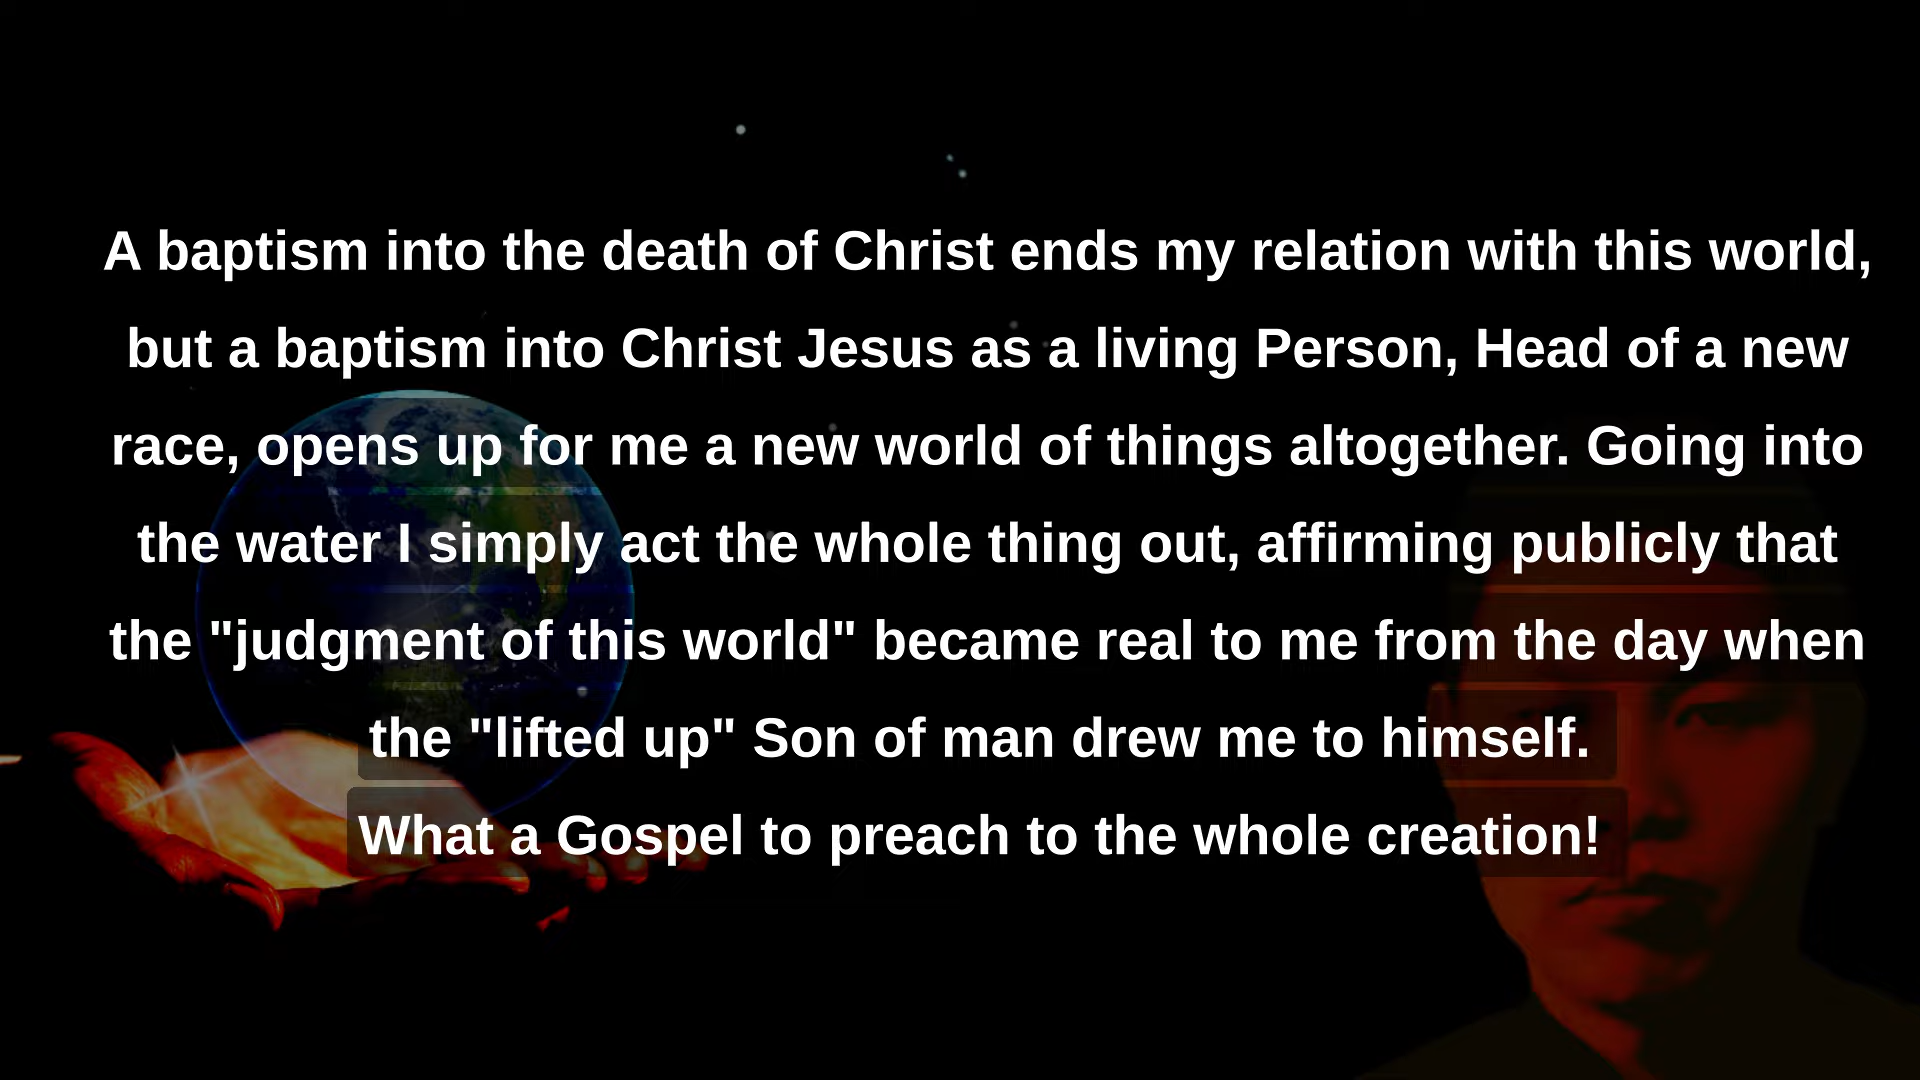 A baptism into the death of Christ ends my relation with this world,
but a baptism into Christ Jesus as a living Person, Head of a new
race, opens up for me a new world of things altogether. Going into
the water I simply act the whole thing out, affirming publicly that
the "judgment of this world" became real to me from the day when
the "lifted up" Son of man drew me to himself.
What a Gospel to preach to the whole creation!